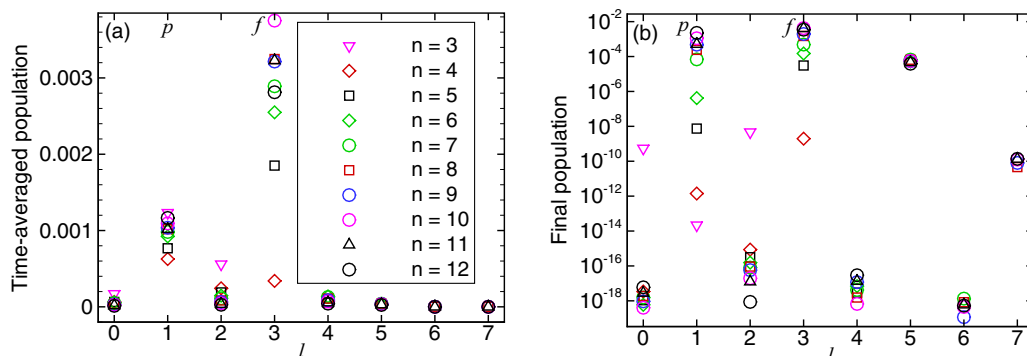 (a)
p
f
Time-averaged population
0.003
0.002
0.001
0
0 1 2 3 4 5 6 7
l
n = 3
n = 4
n = 5
n = 6
n = 7
n = 8
n = 9
n = 10
n = 11
n = 12
(b)
p
f
Final population
10⁻²
10⁻⁴
10⁻⁶
10⁻⁸
10⁻¹⁰
10⁻¹²
10⁻¹⁴
10⁻¹⁶
10⁻¹⁸
0 1 2 3 4 5 6 7
l